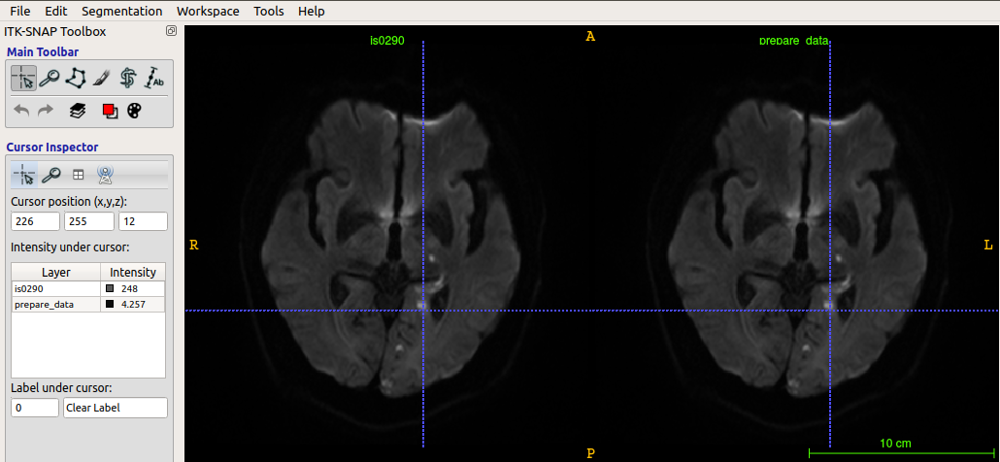 File Edit Segmentation Workspace Tools Help
ITK-SNAP Toolbox
Main Toolbar
Ab
Cursor Inspector
Cursor position (x,y,z):
226 255 12
Intensity under cursor:
Layer Intensity
is0290 248
prepare_data 4.257
Label under cursor:
0 Clear Label
is0290 A prepare_data
R L
P 10 cm